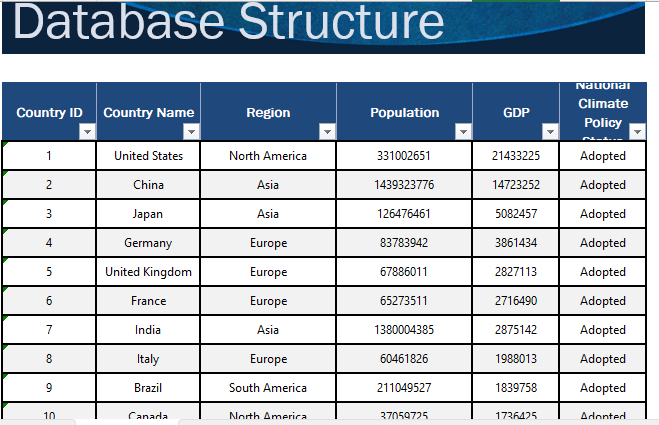 Database Structure
Country ID Country Name Region Population GDP National Climate Policy Status
1 United States North America 331002651 21433225 Adopted
2 China Asia 1439323776 14723252 Adopted
3 Japan Asia 126476461 5082457 Adopted
4 Germany Europe 83783942 3861434 Adopted
5 United Kingdom Europe 67886011 2827113 Adopted
6 France Europe 65273511 2716490 Adopted
7 India Asia 1380004385 2875142 Adopted
8 Italy Europe 60461826 1988013 Adopted
9 Brazil South America 211049527 1839758 Adopted
10 Canada North America 37059725 1736425 Adopted